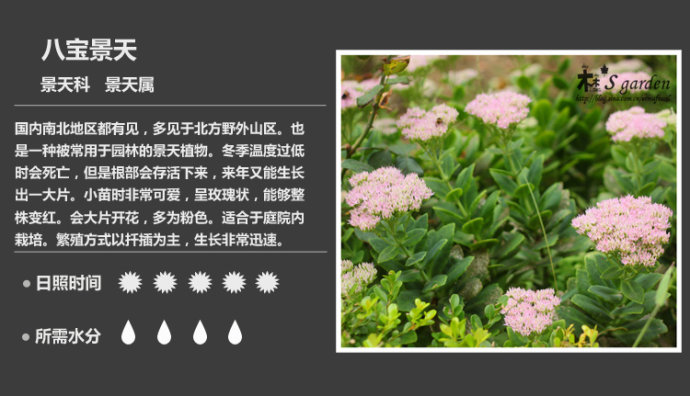 八宝景天
景天科 景天属
国内南北地区都有见，多见于北方野外山区。也
是一种被常用于园林的景天植物。冬季温度过低
时会死亡，但是根部会存活下来，来年又能生长
出一大片。小苗时非常可爱，呈玫瑰状，能够整
株变红。会大片开花，多为粉色。适合于庭院内
栽培。繁殖方式以扦插为主，生长非常迅速。
日照时间
所需水分
S garden